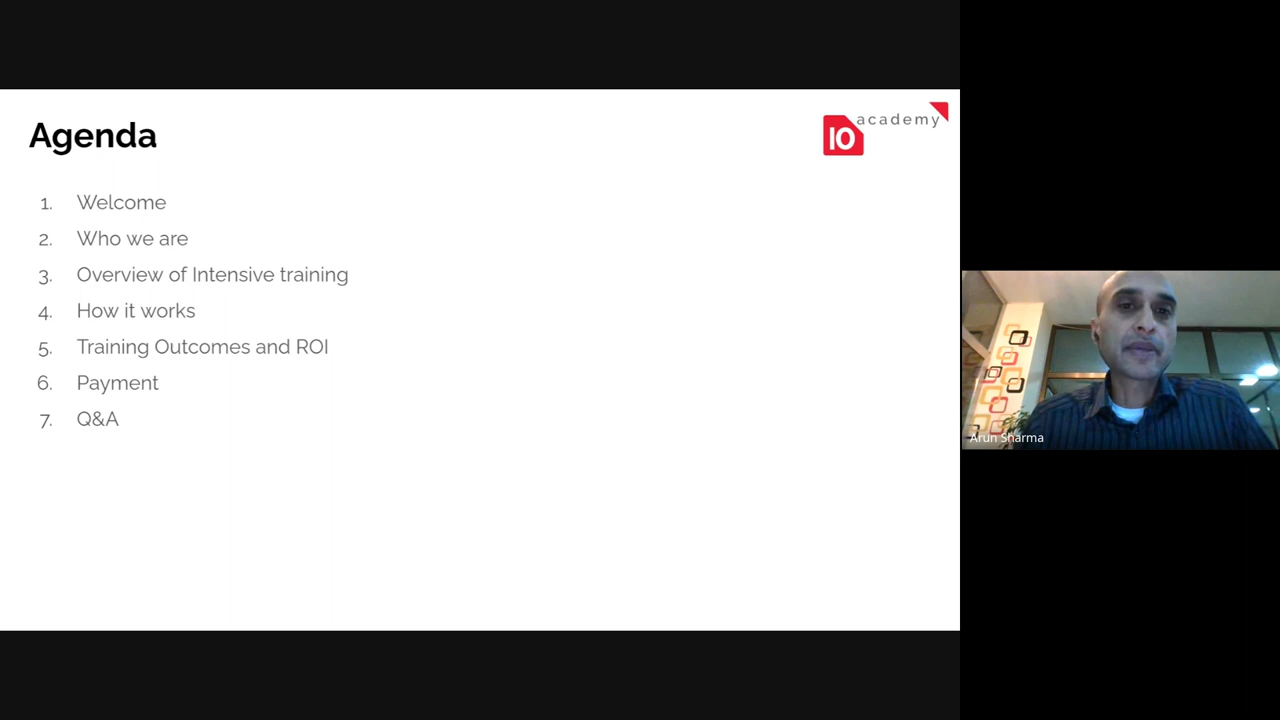 Agenda
10 academy
1. Welcome
2. Who we are
3. Overview of Intensive training
4. How it works
5. Training Outcomes and ROI
6. Payment
7. Q&A
Arun Sharma